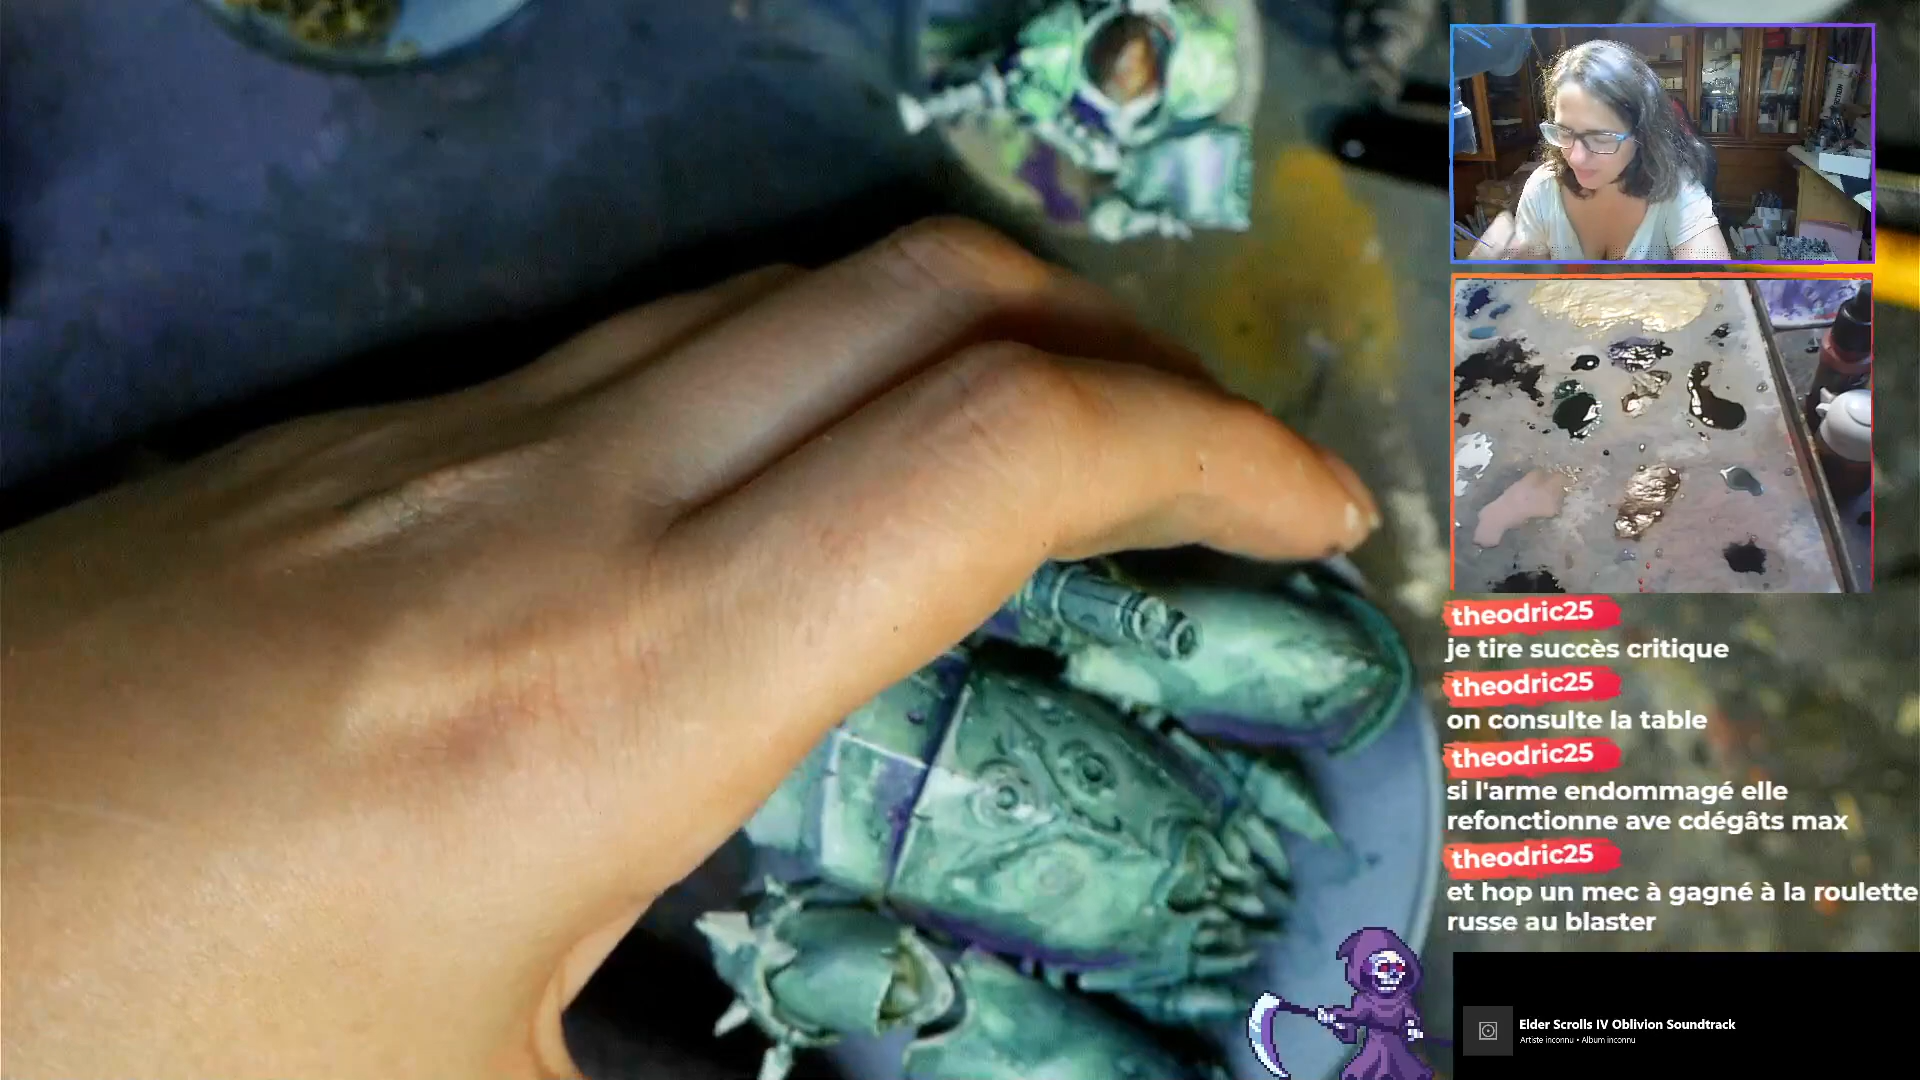 theodric25
je tire succès critique
theodric25
on consulte la table
theodric25
si l'arme endommagé elle
refonctionne ave cdégâts max
theodric25
et hop un mec à gagné à la roulette
russe au blaster
Elder Scrolls IV Oblivion Soundtrack
Artiste inconnu • Album inconnu